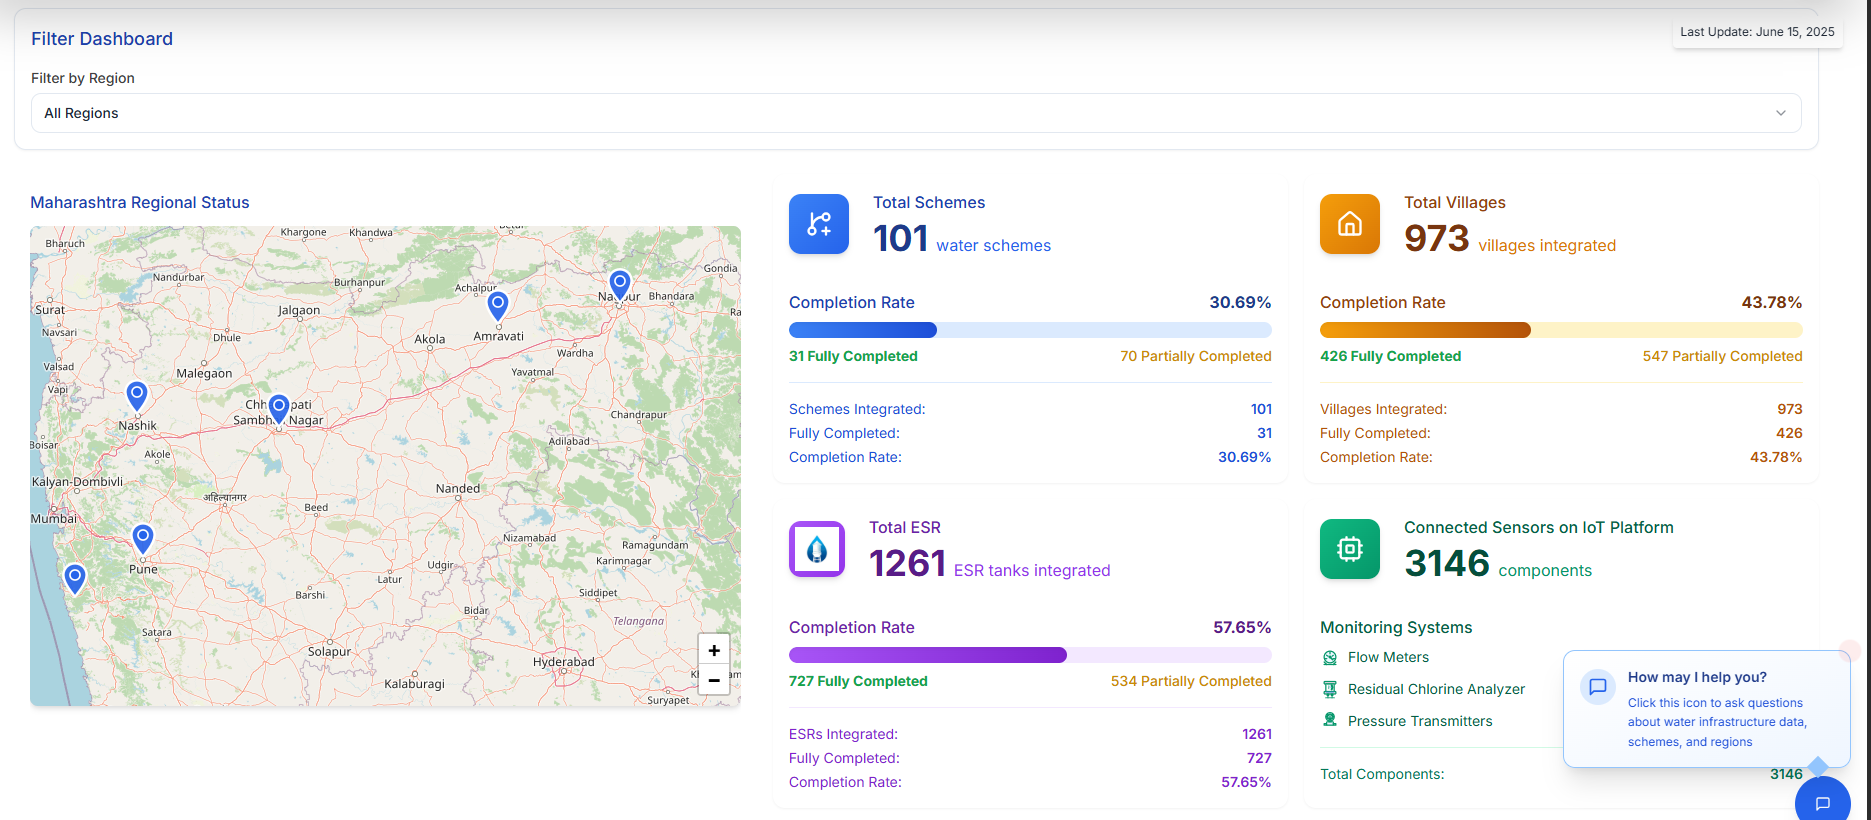 Filter Dashboard
Last Update: June 15, 2025
Filter by Region
All Regions
Maharashtra Regional Status
Khargone
Khandwa
Bharuch
Nandurbar
Burhanpur
Achalpur
Gondia
Bhandara
Surat
Navsari
Jalgaon
Dhule
Akola
Amravati
Wardha
Valsad
Vapi
Malegaon
Yavatmal
Nashik
Sambh Nagar
Chandrapur
Boisar
Akole
Adilabad
Kalyan-Dombivli
अहिल्यानगर
Nanded
Beed
Mumbai
Nizamabad
Ramagundam
Pune
Latur
Udgir
Karimnagar
Barshi
Siddipet
Bidar
Telangana
Satara
Solapur
Hyderabad
Kalaburagi
Suryapet
+
−
Total Schemes
101 water schemes
Completion Rate 30.69%
31 Fully Completed 70 Partially Completed
Schemes Integrated: 101
Fully Completed: 31
Completion Rate: 30.69%
Total Villages
973 villages integrated
Completion Rate 43.78%
426 Fully Completed 547 Partially Completed
Villages Integrated: 973
Fully Completed: 426
Completion Rate: 43.78%
Total ESR
1261 ESR tanks integrated
Completion Rate 57.65%
727 Fully Completed 534 Partially Completed
ESRs Integrated: 1261
Fully Completed: 727
Completion Rate: 57.65%
Connected Sensors on IoT Platform
3146 components
Monitoring Systems
Flow Meters
Residual Chlorine Analyzer
Pressure Transmitters
Total Components: 3146
How may I help you?
Click this icon to ask questions
about water infrastructure data,
schemes, and regions